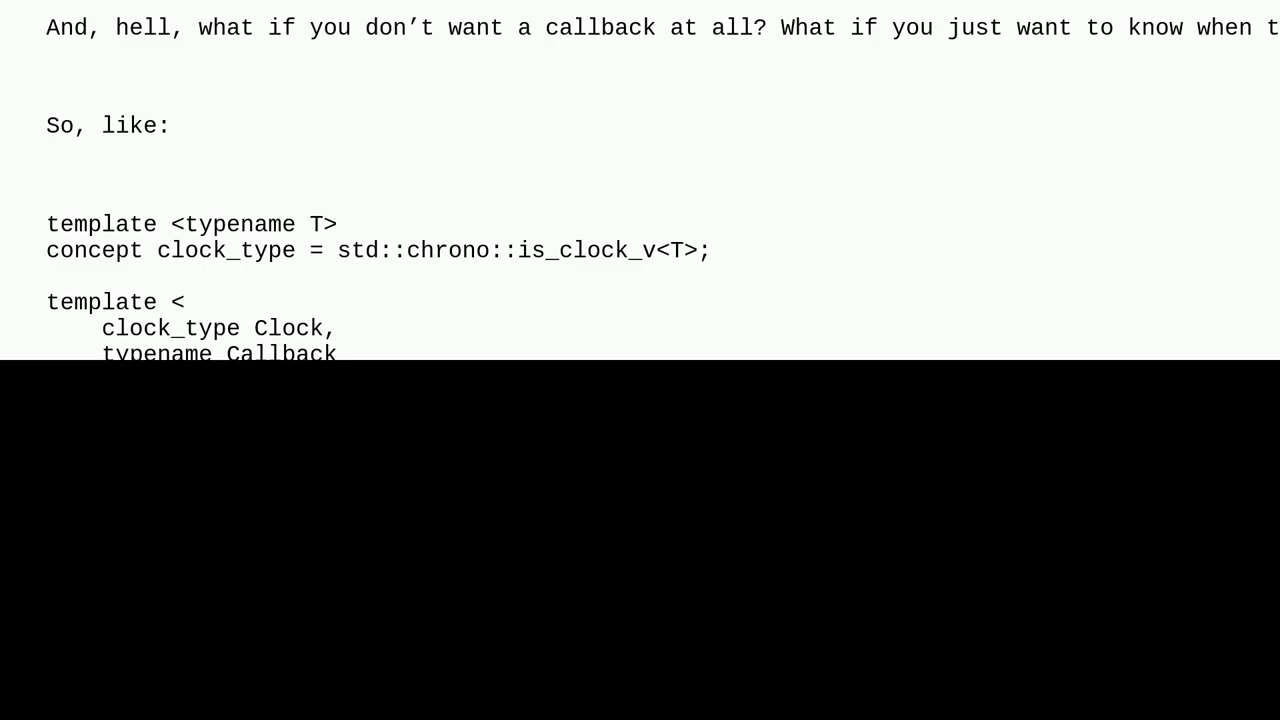 And, hell, what if you don’t want a callback at all? What if you just want to know when
So, like:
template <typename T>
concept clock_type = std::chrono::is_clock_v<T>;
template <
    clock_type Clock,
    typename Callback